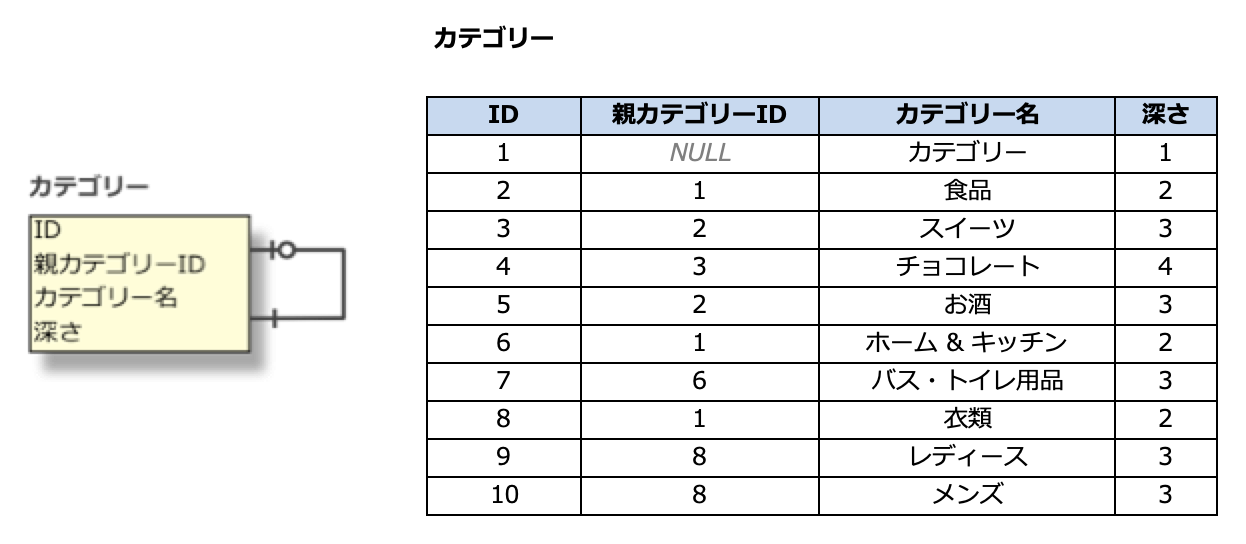 カテゴリー
ID
親カテゴリーID
カテゴリー名
深さ
カテゴリー
ID 親カテゴリーID カテゴリー名 深さ
1 NULL カテゴリー 1
2 1 食品 2
3 2 スイーツ 3
4 3 チョコレート 4
5 2 お酒 3
6 1 ホーム & キッチン 2
7 6 バス・トイレ用品 3
8 1 衣類 2
9 8 レディース 3
10 8 メンズ 3